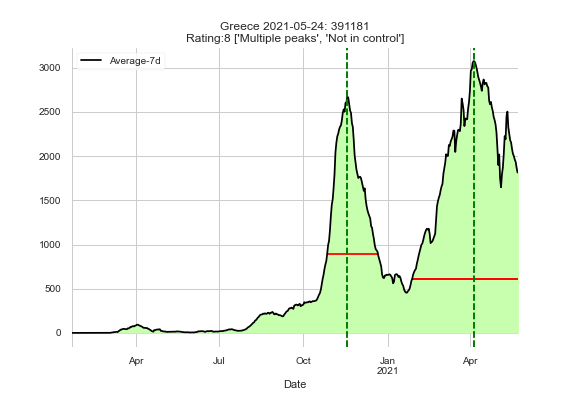 Greece 2021-05-24: 391181
Rating:8 ['Multiple peaks', 'Not in control']
Average-7d
3000
2500
2000
1500
1000
500
0
Apr
Jul
Oct
Jan
2021
Apr
Date